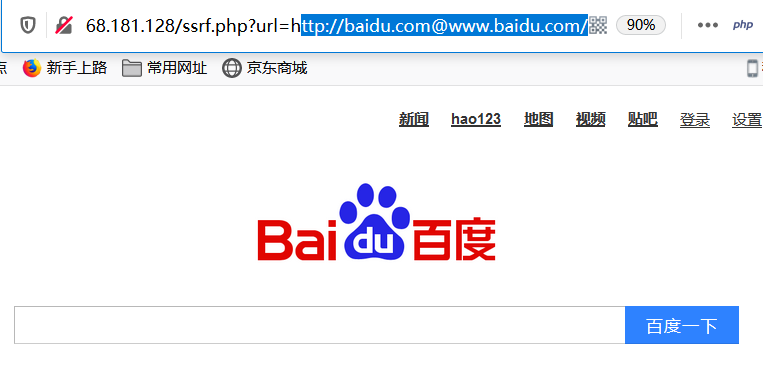 68.181.128/ssrf.php?url=http://baidu.com@www.baidu.com/ 90% php
新手上路 常用网址 京东商城
新闻 hao123 地图 视频 贴吧 登录 设置
Bai du 百度
百度一下